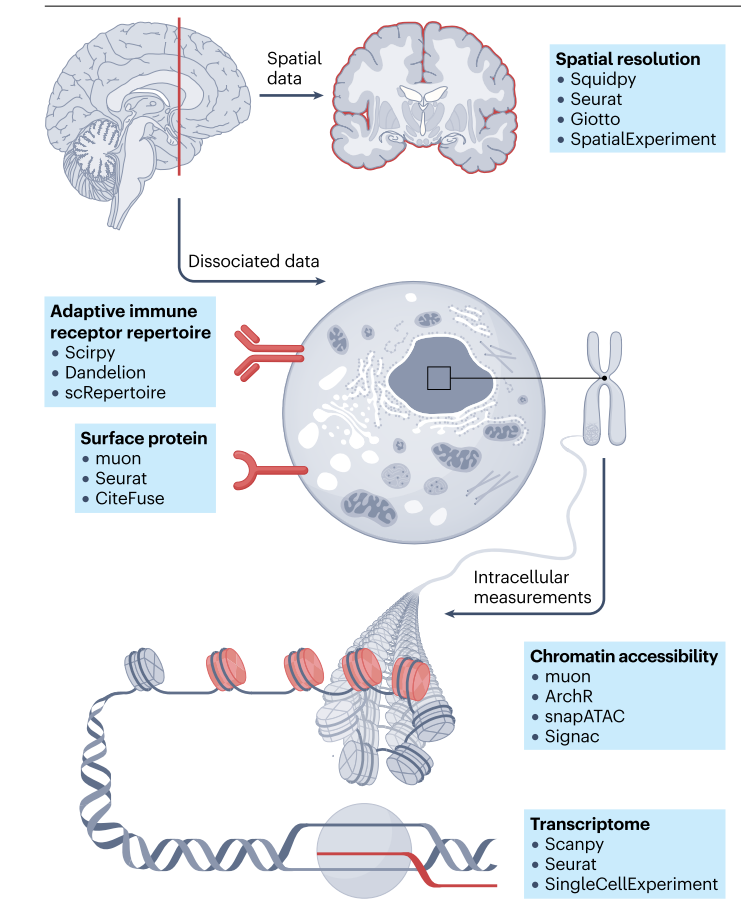 Spatial
data
Spatial resolution
• Squidpy
• Seurat
• Giotto
• SpatialExperiment
Dissociated data
Adaptive immune
receptor repertoire
• Scirpy
• Dandelion
• scRepertoire
Surface protein
• muon
• Seurat
• CiteFuse
Intracellular
measurements
Chromatin accessibility
• muon
• ArchR
• snapATAC
• Signac
Transcriptome
• Scanpy
• Seurat
• SingleCellExperiment